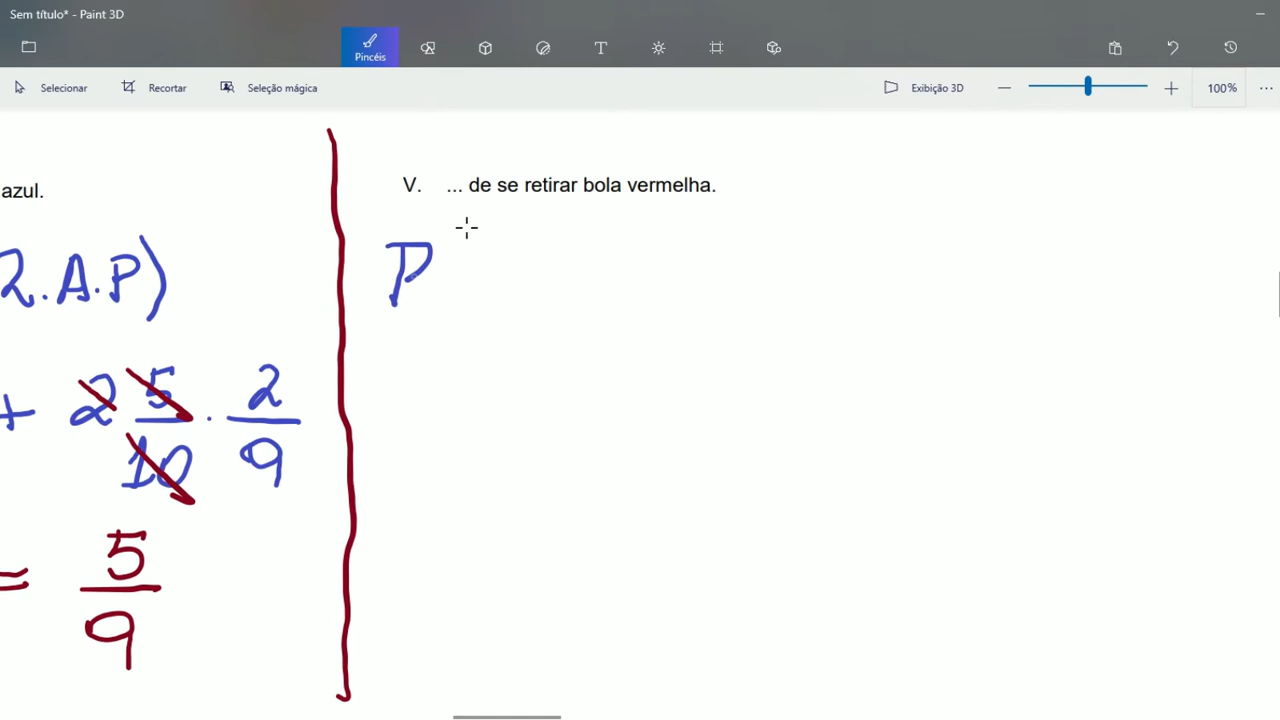 Sem título* - Paint 3D
Pincéis
Selecionar Recortar Seleção mágica Exibição 3D 100%
azul.
2.A.P)
+ 2 5/10 . 2/9
= 5/9
V. ... de se retirar bola vermelha.
P